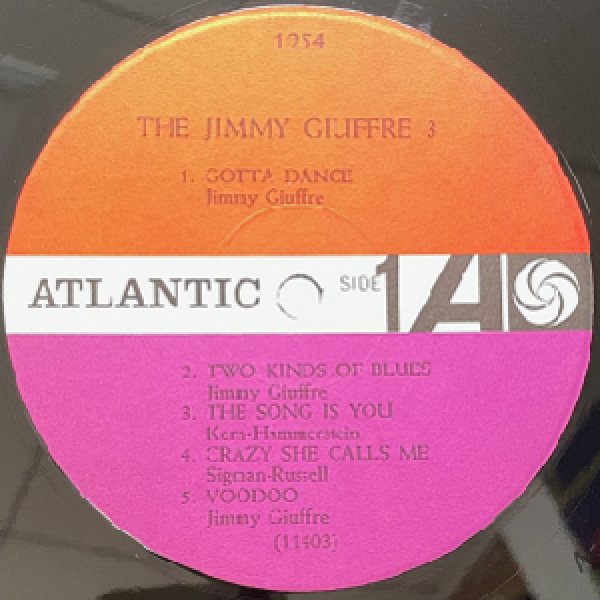 1254
THE JIMMY GIUFFRE 3
1. GOTTA DANCE
Jimmy Giuffre
ATLANTIC SIDE 1 A
2. TWO KINDS OF BLUES
Jimmy Giuffre
3. THE SONG IS YOU
Kern-Hammerstein
4. CRAZY SHE CALLS ME
Sigman-Russell
5. VOODOO
Jimmy Giuffre
(11403)